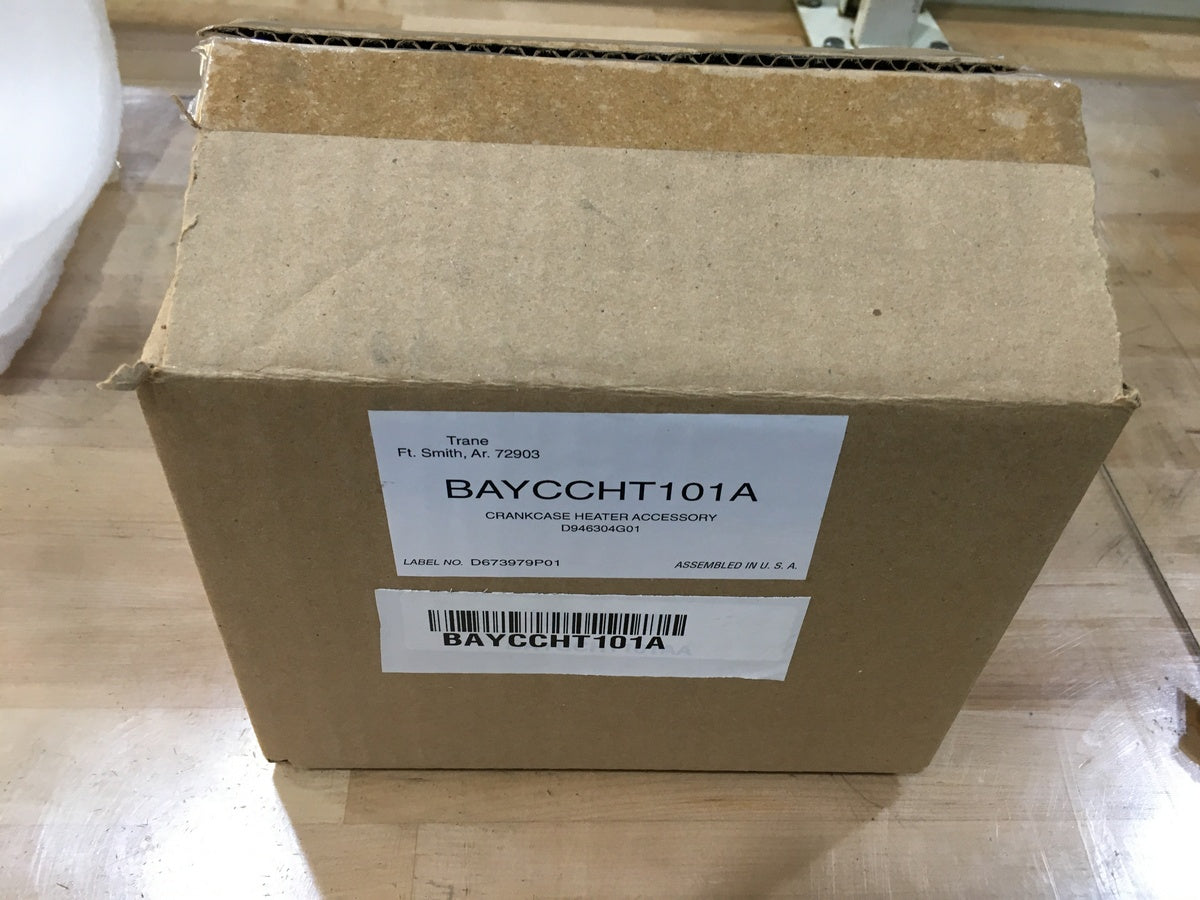 Trane
Ft. Smith, Ar. 72903
BAYCCHT101A
CRANKCASE HEATER ACCESSORY
D946304G01
LABEL NO. D673979P01 ASSEMBLED IN U. S. A.
BAYCCHT101A